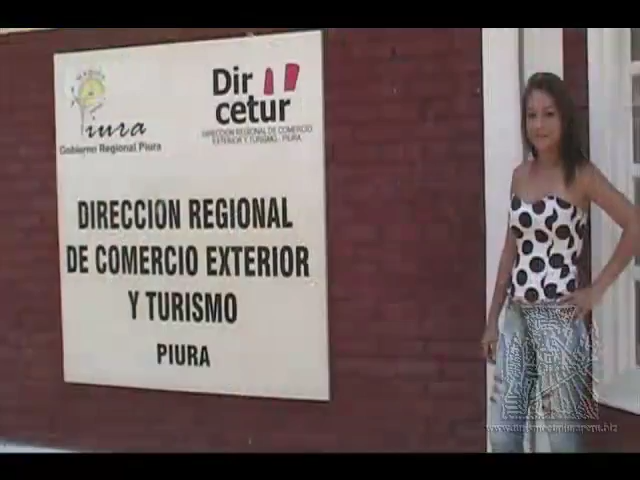 Piura
Gobierno Regional Piura
Dir
cetur
DIRECCIÓN REGIONAL DE COMERCIO
EXTERIOR Y TURISMO - PIURA
DIRECCION REGIONAL
DE COMERCIO EXTERIOR
Y TURISMO
PIURA